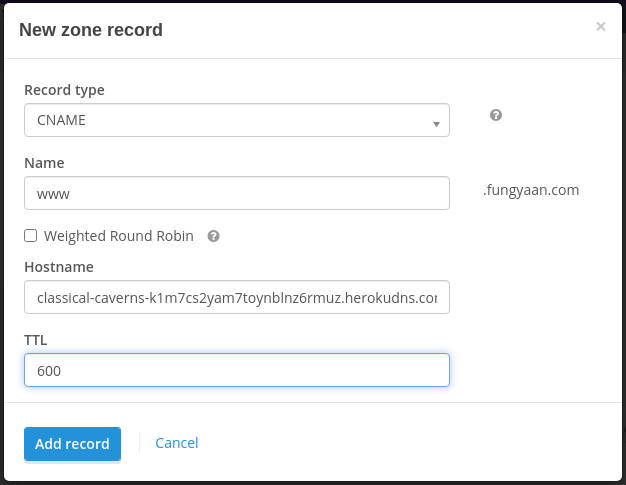 New zone record
×
Record type
CNAME
Name
www
.fungyaan.com
Weighted Round Robin
Hostname
classical-caverns-k1m7cs2yam7toynblnz6rmuz.herokudns.cor
TTL
600
Add record
Cancel